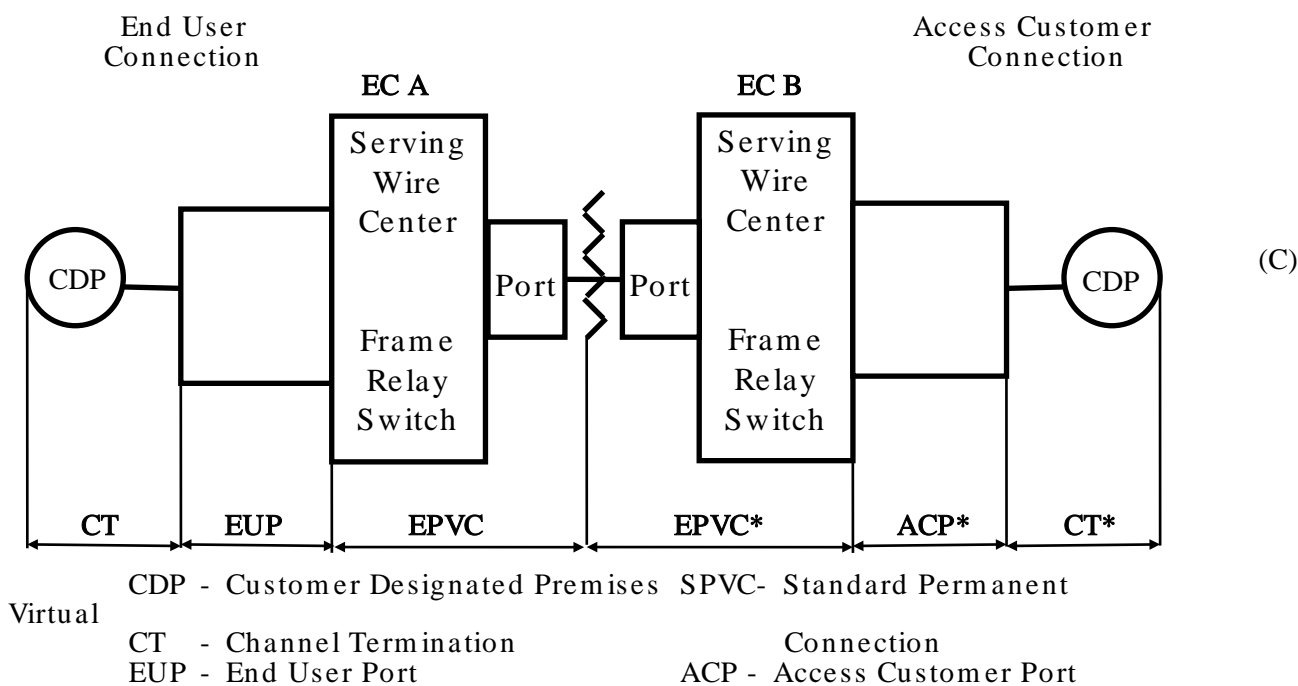 End User
Connection
Access Customer
Connection
EC A
EC B
Serving
Wire
Center
Frame
Relay
Switch
Port
Port
Serving
Wire
Center
Frame
Relay
Switch
CDP
CDP
(C)
CT EUP EPVC EPVC* ACP* CT*
CDP - Customer Designated Premises SPVC- Standard Permanent
Virtual
CT - Channel Termination Connection
EUP - End User Port ACP - Access Customer Port